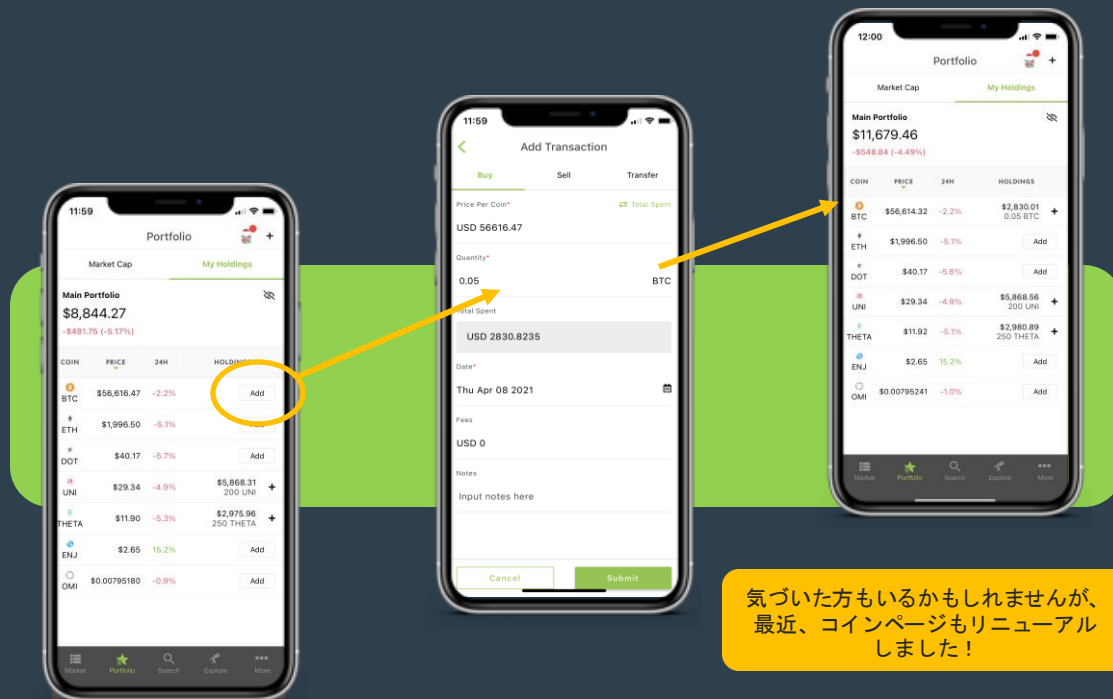 11:59
Portfolio
+
Market Cap
My Holdings
Main Portfolio
$8,844.27
-$481.75 (-5.17%)
COIN PRICE 24H HOLDINGS
BTC $56,616.47 -2.2% Add
ETH $1,996.50 -5.1% Add
DOT $40.17 -5.7% Add
UNI $29.34 -4.9% $5,868.31 +
200 UNI
THETA $11.90 -5.3% $2,975.96 +
250 THETA
ENJ $2.65 15.2% Add
OMI $0.00795180 -0.9% Add
Market Portfolio Search Explore More
11:59
Add Transaction
Buy Sell Transfer
Price Per Coin* Total Spent
USD 56616.47
Quantity*
0.05 BTC
Total Spent
USD 2830.8235
Date*
Thu Apr 08 2021
Fees
USD 0
Notes
Input notes here
Cancel Submit
12:00
Portfolio
+
Market Cap
My Holdings
Main Portfolio
$11,679.46
-$548.84 (-4.49%)
COIN PRICE 24H HOLDINGS
BTC $56,614.32 -2.2% $2,830.01 +
0.05 BTC
ETH $1,996.50 -5.1% Add
DOT $40.17 -5.6% Add
UNI $29.34 -4.9% $5,868.56 +
200 UNI
THETA $11.92 -5.1% $2,980.89 +
250 THETA
ENJ $2.65 15.2% Add
OMI $0.00795241 -1.0% Add
Market Portfolio Search Explore More
気づいた方もいるかもしれませんが、
最近、コインページもリニューアル
しました！